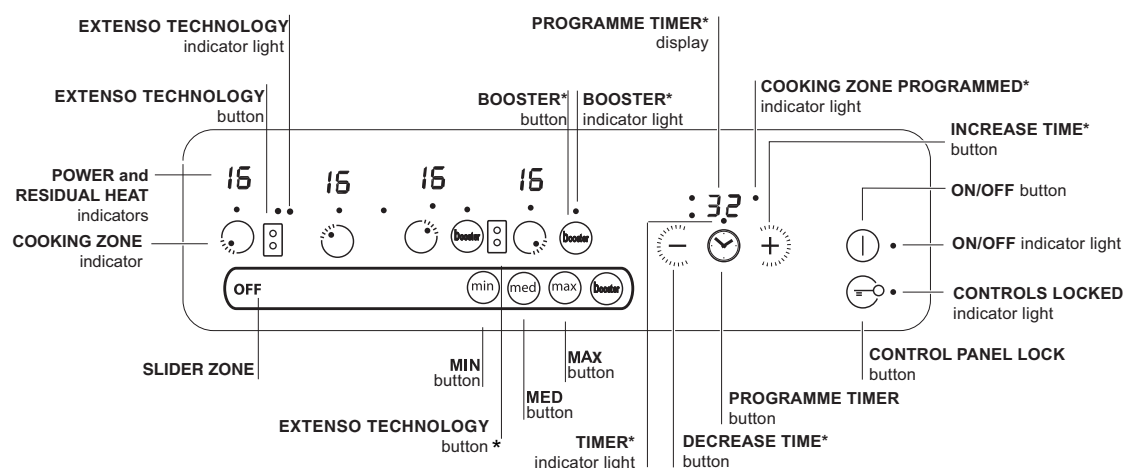 EXTENSO TECHNOLOGY
indicator light
PROGRAMME TIMER*
display
EXTENSO TECHNOLOGY
button
BOOSTER*
button
BOOSTER*
indicator light
COOKING ZONE PROGRAMMED*
indicator light
INCREASE TIME*
button
POWER and
RESIDUAL HEAT
indicators
16
16
16
16
32
ON/OFF button
COOKING ZONE
indicator
booster
booster
ON/OFF indicator light
OFF
min
med
max
booster
CONTROLS LOCKED
indicator light
SLIDER ZONE
MIN
button
MED
button
MAX
button
CONTROL PANEL LOCK
button
EXTENSO TECHNOLOGY
button *
PROGRAMME TIMER
button
TIMER*
indicator light
DECREASE TIME*
button